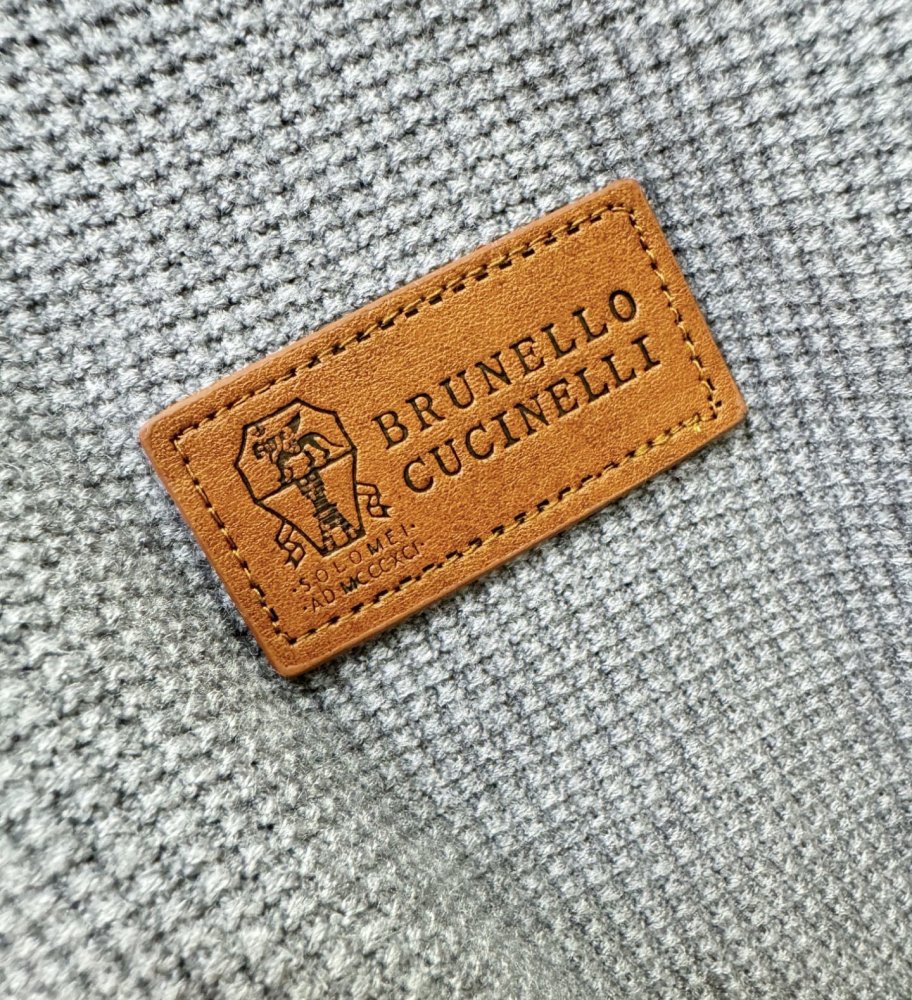 BRUNELLO
CUCINELLI
·SOLOMEI·
·AD MCCCXCI·